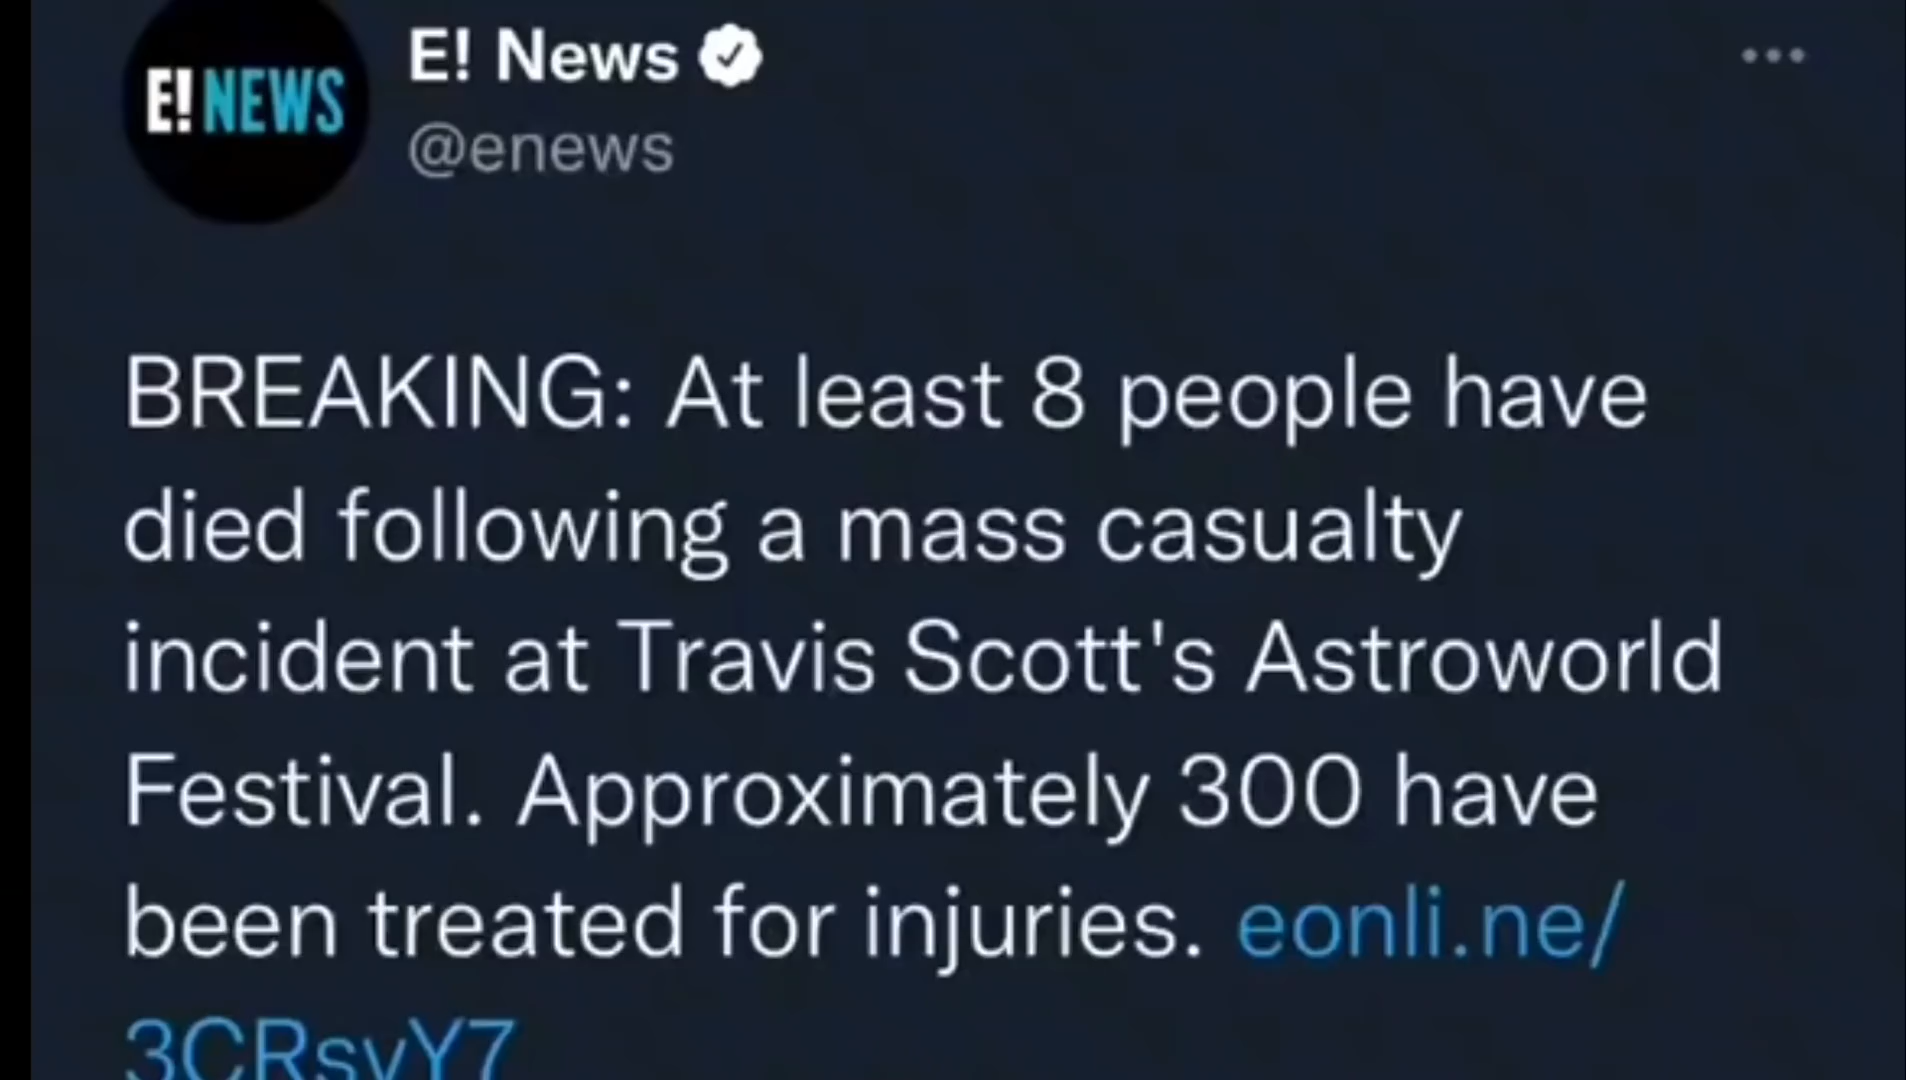 E! NEWS
E! News
@enews
BREAKING: At least 8 people have
died following a mass casualty
incident at Travis Scott's Astroworld
Festival. Approximately 300 have
been treated for injuries. eonli.ne/
3CRsvY7